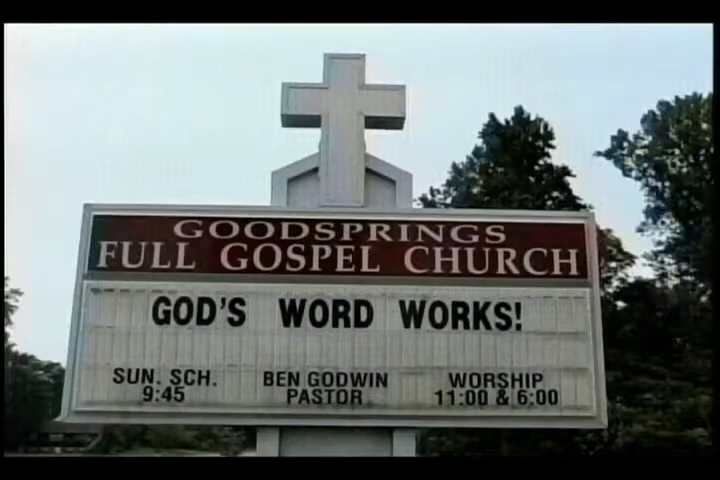 GOODSPRINGS
FULL GOSPEL CHURCH
GOD'S WORD WORKS!
SUN. SCH.
9:45
BEN GODWIN
PASTOR
WORSHIP
11:00 & 6:00